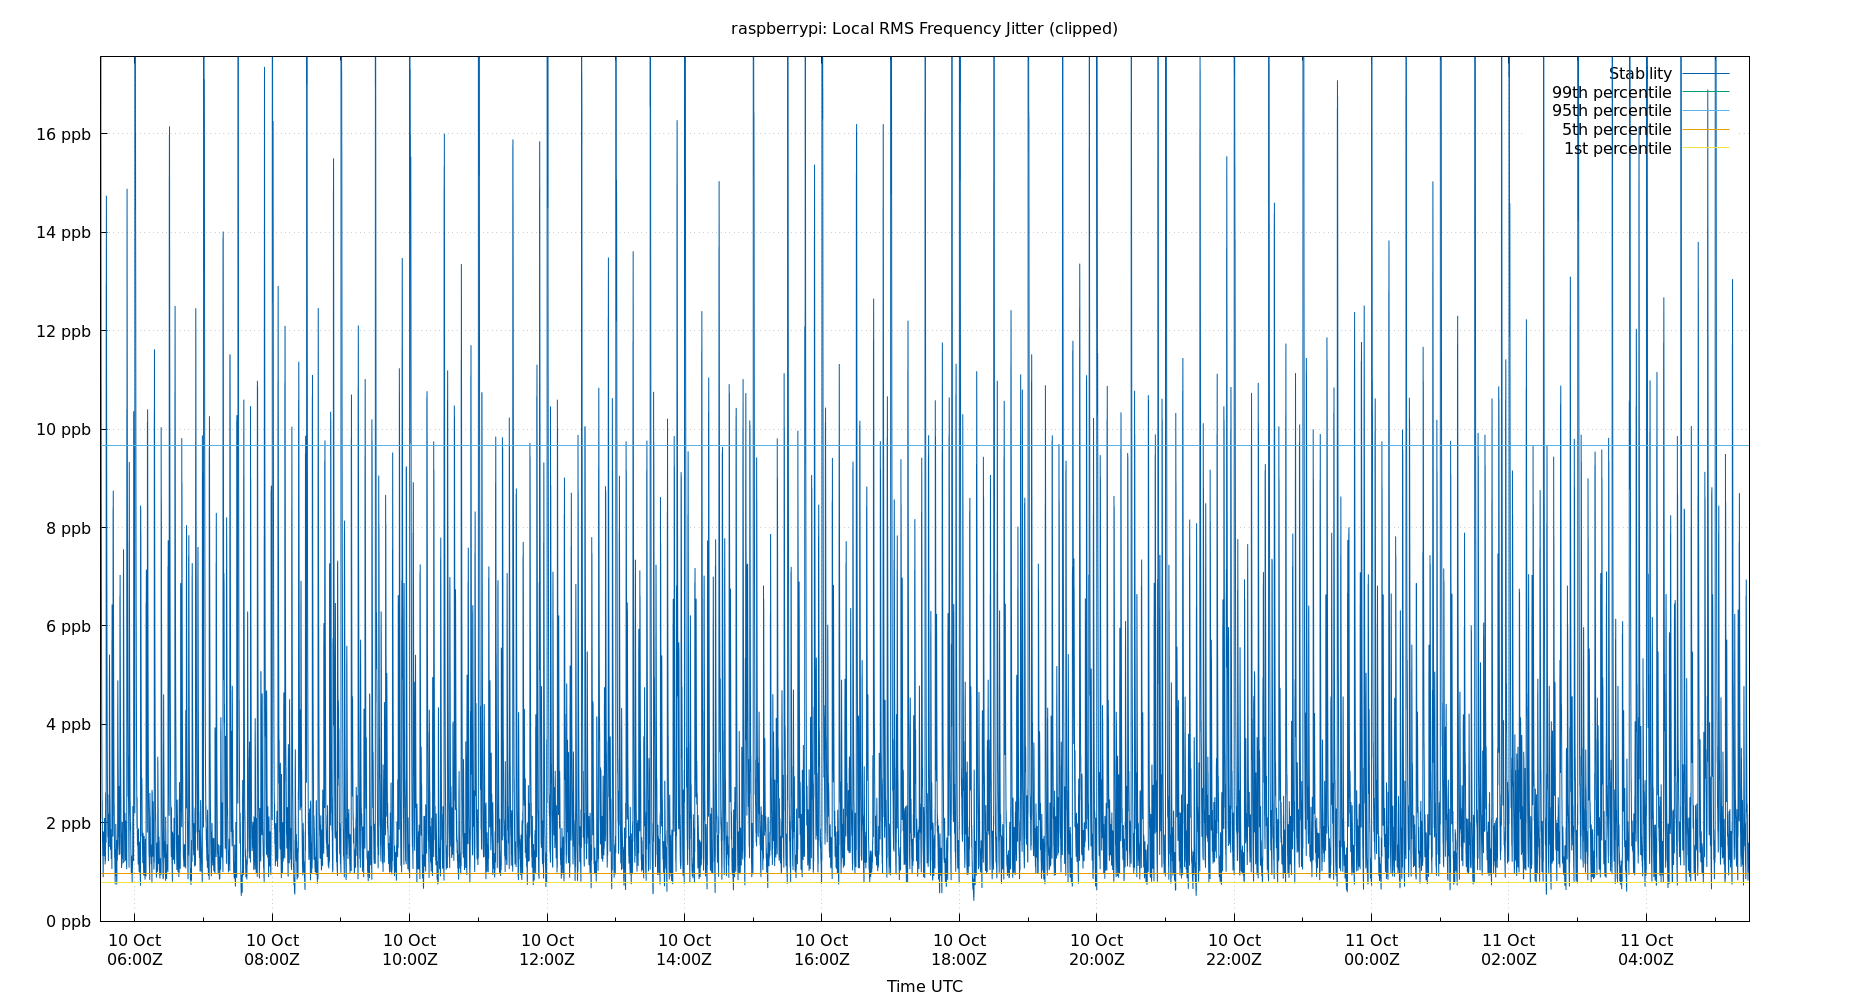 raspberrypi: Local RMS Frequency Jitter (clipped)
Stability
99th percentile
95th percentile
5th percentile
1st percentile
16 ppb
14 ppb
12 ppb
10 ppb
8 ppb
6 ppb
4 ppb
2 ppb
0 ppb
10 Oct 10 Oct 10 Oct 10 Oct 10 Oct 10 Oct 10 Oct 10 Oct 10 Oct 11 Oct 11 Oct 11 Oct
06:00Z 08:00Z 10:00Z 12:00Z 14:00Z 16:00Z 18:00Z 20:00Z 22:00Z 00:00Z 02:00Z 04:00Z
Time UTC